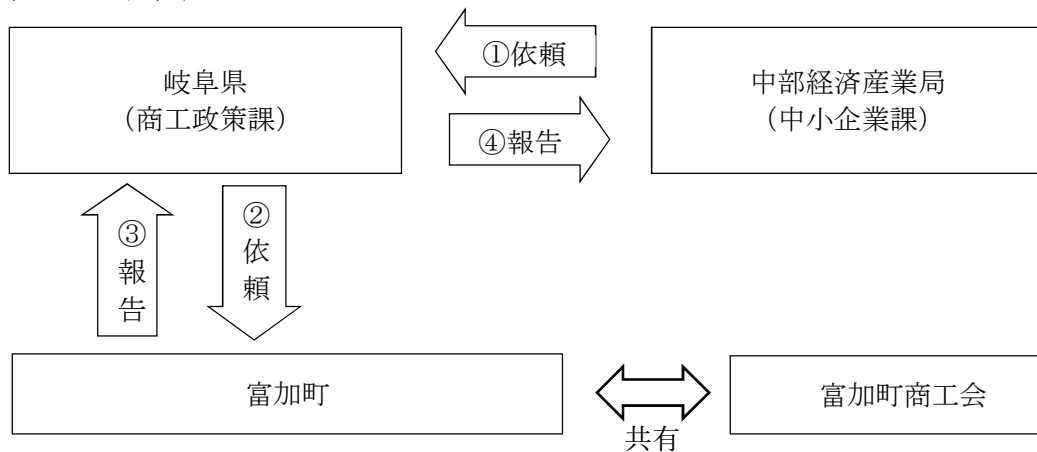 岐阜県
（商工政策課）
①依頼
④報告
中部経済産業局
（中小企業課）
③報告
②依頼
富加町
共有
富加町商工会